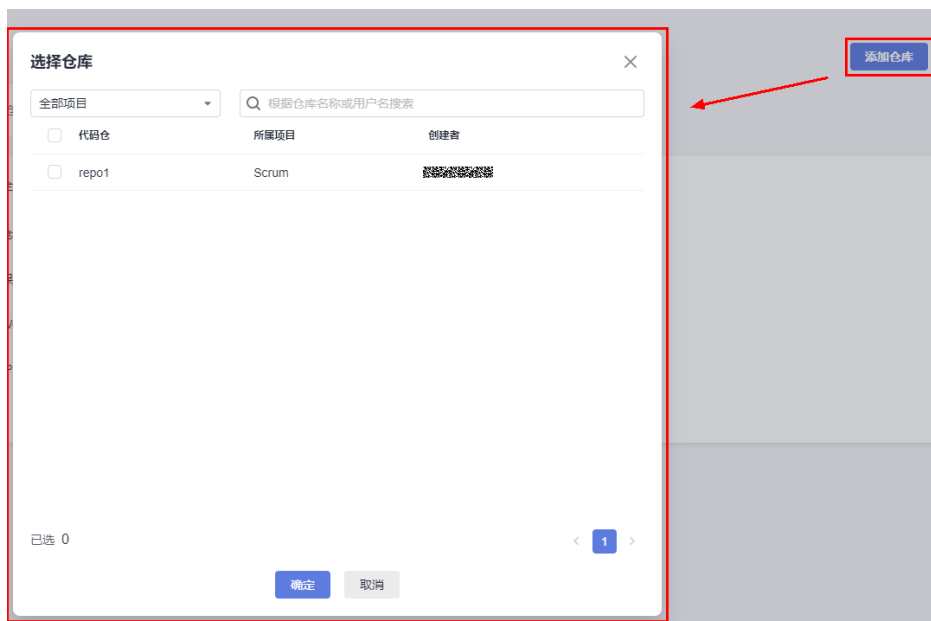 选择仓库
添加仓库
全部项目
根据仓库名称或用户名搜索
代码仓 所属项目 创建者
repo1 Scrum
已选 0
1
确定 取消